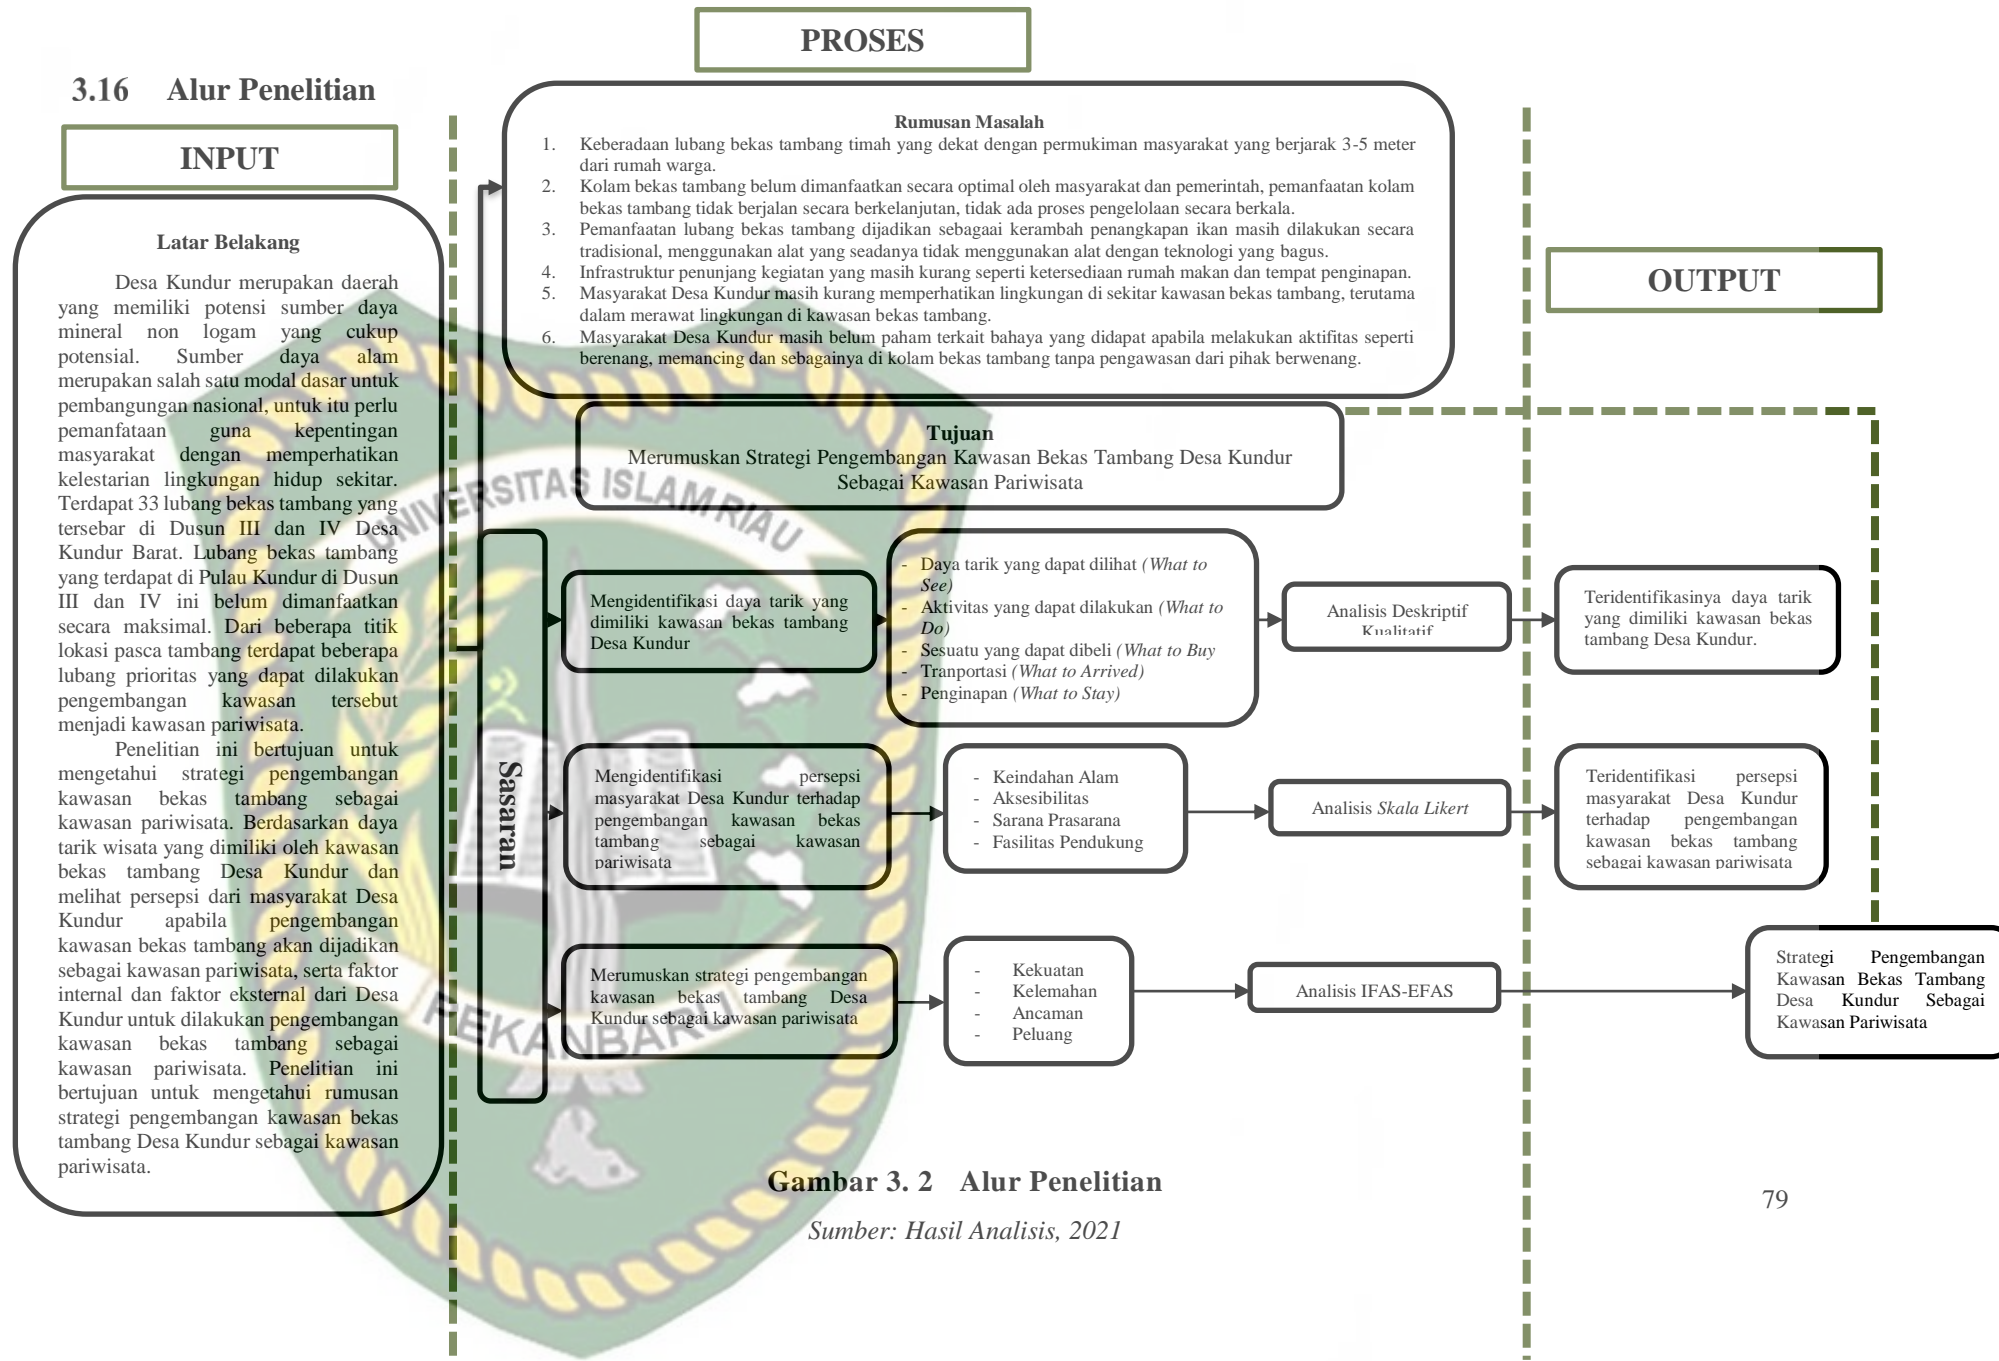 PROSES
3.16 Alur Penelitian
INPUT
Latar Belakang
Desa Kundur merupakan daerah
yang memiliki potensi sumber daya
mineral non logam yang cukup
potensial. Sumber daya alam
merupakan salah satu modal dasar untuk
pembangungan nasional, untuk itu perlu
pemanfataan guna kepentingan
masyarakat dengan memperhatikan
kelestarian lingkungan hidup sekitar.
Terdapat 33 lubang bekas tambang yang
tersebar di Dusun III dan IV Desa
Kundur Barat. Lubang bekas tambang
yang terdapat di Pulau Kundur di Dusun
III dan IV ini belum dimanfaatkan
secara maksimal. Dari beberapa titik
lokasi pasca tambang terdapat beberapa
lubang prioritas yang dapat dilakukan
pengembangan kawasan tersebut
menjadi kawasan pariwisata.
Penelitian ini bertujuan untuk
mengetahui strategi pengembangan
kawasan bekas tambang sebagai
kawasan pariwisata. Berdasarkan daya
tarik wisata yang dimiliki oleh kawasan
bekas tambang Desa Kundur dan
melihat persepsi dari masyarakat Desa
Kundur apabila pengembangan
kawasan bekas tambang akan dijadikan
sebagai kawasan pariwisata, serta faktor
internal dan faktor eksternal dari Desa
Kundur untuk dilakukan pengembangan
kawasan bekas tambang sebagai
kawasan pariwisata. Penelitian ini
bertujuan untuk mengetahui rumusan
strategi pengembangan kawasan bekas
tambang Desa Kundur sebagai kawasan
pariwisata.
Rumusan Masalah
1. Keberadaan lubang bekas tambang timah yang dekat dengan permukiman masyarakat yang berjarak 3-5 meter
dari rumah warga.
2. Kolam bekas tambang belum dimanfaatkan secara optimal oleh masyarakat dan pemerintah, pemanfaatan kolam
bekas tambang tidak berjalan secara berkelanjutan, tidak ada proses pengelolaan secara berkala.
3. Pemanfaatan lubang bekas tambang dijadikan sebagaai kerambah penangkapan ikan masih dilakukan secara
tradisional, menggunakan alat yang seadanya tidak menggunakan alat dengan teknologi yang bagus.
4. Infrastruktur penunjang kegiatan yang masih kurang seperti ketersediaan rumah makan dan tempat penginapan.
5. Masyarakat Desa Kundur masih kurang memperhatikan lingkungan di sekitar kawasan bekas tambang, terutama
dalam merawat lingkungan di kawasan bekas tambang.
6. Masyarakat Desa Kundur masih belum paham terkait bahaya yang didapat apabila melakukan aktifitas seperti
berenang, memancing dan sebagainya di kolam bekas tambang tanpa pengawasan dari pihak berwenang.
Tujuan
Merumuskan Strategi Pengembangan Kawasan Bekas Tambang Desa Kundur
Sebagai Kawasan Pariwisata
Sasaran
Mengidentifikasi daya tarik yang
dimiliki kawasan bekas tambang
Desa Kundur
- Daya tarik yang dapat dilihat (What to
See)
- Aktivitas yang dapat dilakukan (What to
Do)
- Sesuatu yang dapat dibeli (What to Buy
- Tranportasi (What to Arrived)
- Penginapan (What to Stay)
Analisis Deskriptif
Kualitatif
Mengidentifikasi persepsi
masyarakat Desa Kundur terhadap
pengembangan kawasan bekas
tambang sebagai kawasan
pariwisata
- Keindahan Alam
- Aksesibilitas
- Sarana Prasarana
- Fasilitas Pendukung
Analisis Skala Likert
Merumuskan strategi pengembangan
kawasan bekas tambang Desa
Kundur sebagai kawasan pariwisata
- Kekuatan
- Kelemahan
- Ancaman
- Peluang
Analisis IFAS-EFAS
OUTPUT
Teridentifikasinya daya tarik
yang dimiliki kawasan bekas
tambang Desa Kundur.
Teridentifikasi persepsi
masyarakat Desa Kundur
terhadap pengembangan
kawasan bekas tambang
sebagai kawasan pariwisata
Strategi Pengembangan
Kawasan Bekas Tambang
Desa Kundur Sebagai
Kawasan Pariwisata
UNIVERSITAS ISLAM RIAU
PEKANBARU
Gambar 3. 2 Alur Penelitian
Sumber: Hasil Analisis, 2021
79